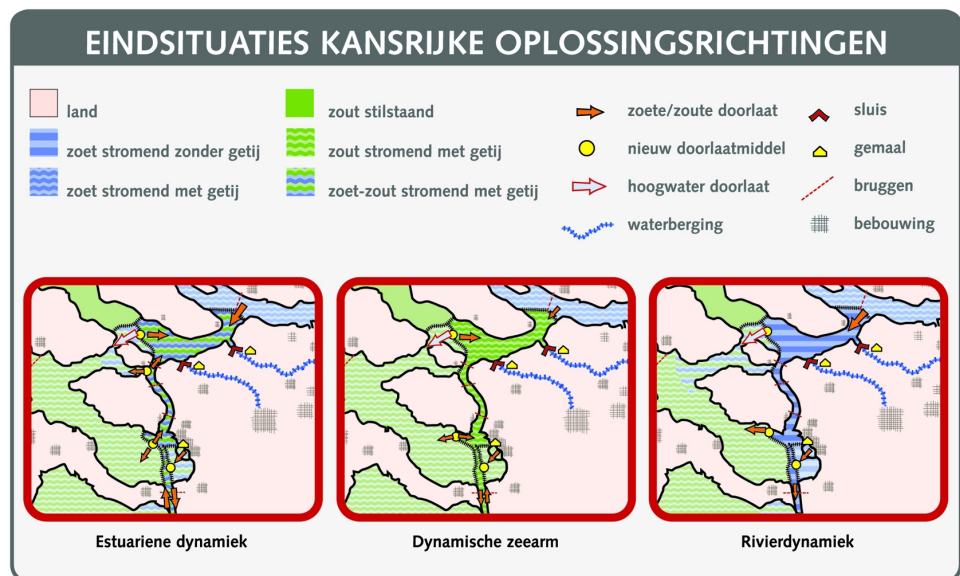 EINDSITUATIES KANSRIJKE OPLOSSINGSRICHTINGEN
land
zoet stromend zonder getij
zoet stromend met getij
zout stilstaand
zout stromend met getij
zoet-zout stromend met getij
zoete/zoute doorlaat
nieuw doorlaatmiddel
hoogwater doorlaat
waterberging
sluis
gemaal
bruggen
bebouwing
Estuariene dynamiek
Dynamische zeearm
Rivierdynamiek